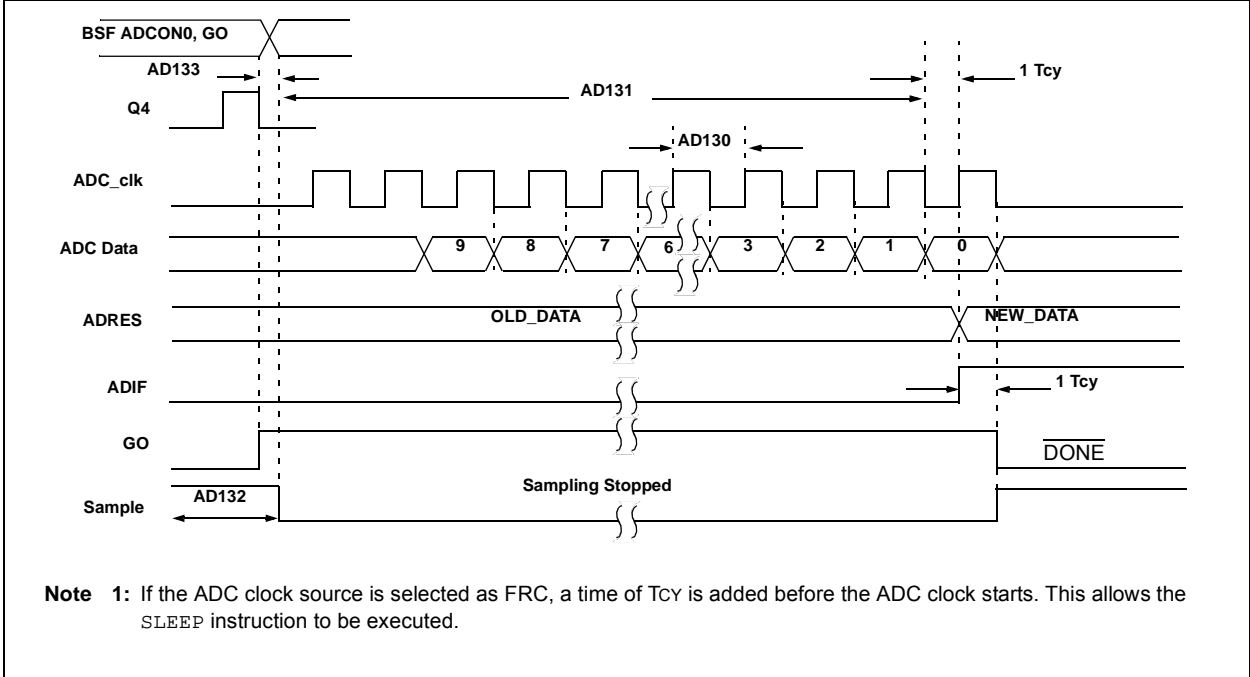 BSF ADCON0, GO
AD133
1 Tcy
AD131
Q4
AD130
ADC_clk
ADC Data
9 8 7 6 3 2 1 0
ADRES
OLD_DATA
NEW_DATA
ADIF
1 Tcy
GO
DONE
AD132
Sampling Stopped
Sample
Note 1: If the ADC clock source is selected as FRC, a time of TCY is added before the ADC clock starts. This allows the
SLEEP instruction to be executed.